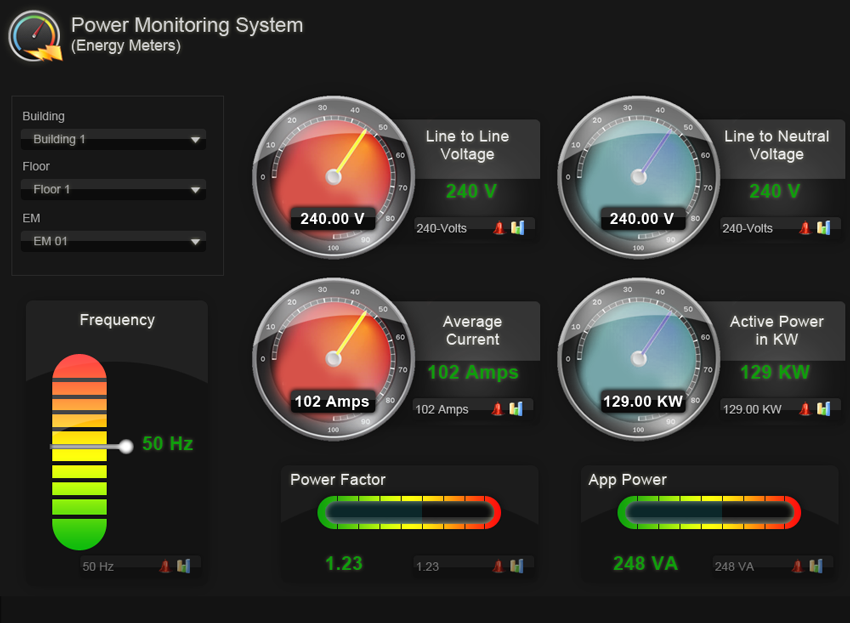 Power Monitoring System
(Energy Meters)
Building
Building 1
Floor
Floor 1
EM
EM 01
Frequency
50 Hz
50 Hz
0
10
20
30
40
50
60
70
80
90
100
240.00 V
Line to Line
Voltage
240 V
240-Volts
0
10
20
30
40
50
60
70
80
90
100
240.00 V
Line to Neutral
Voltage
240 V
240-Volts
0
10
20
30
40
50
60
70
100
102 Amps
Average
Current
102 Amps
102 Amps
0
10
20
30
40
50
60
70
100
129.00 KW
Active Power
in KW
129 KW
129.00 KW
Power Factor
1.23
1.23
App Power
248 VA
248 VA